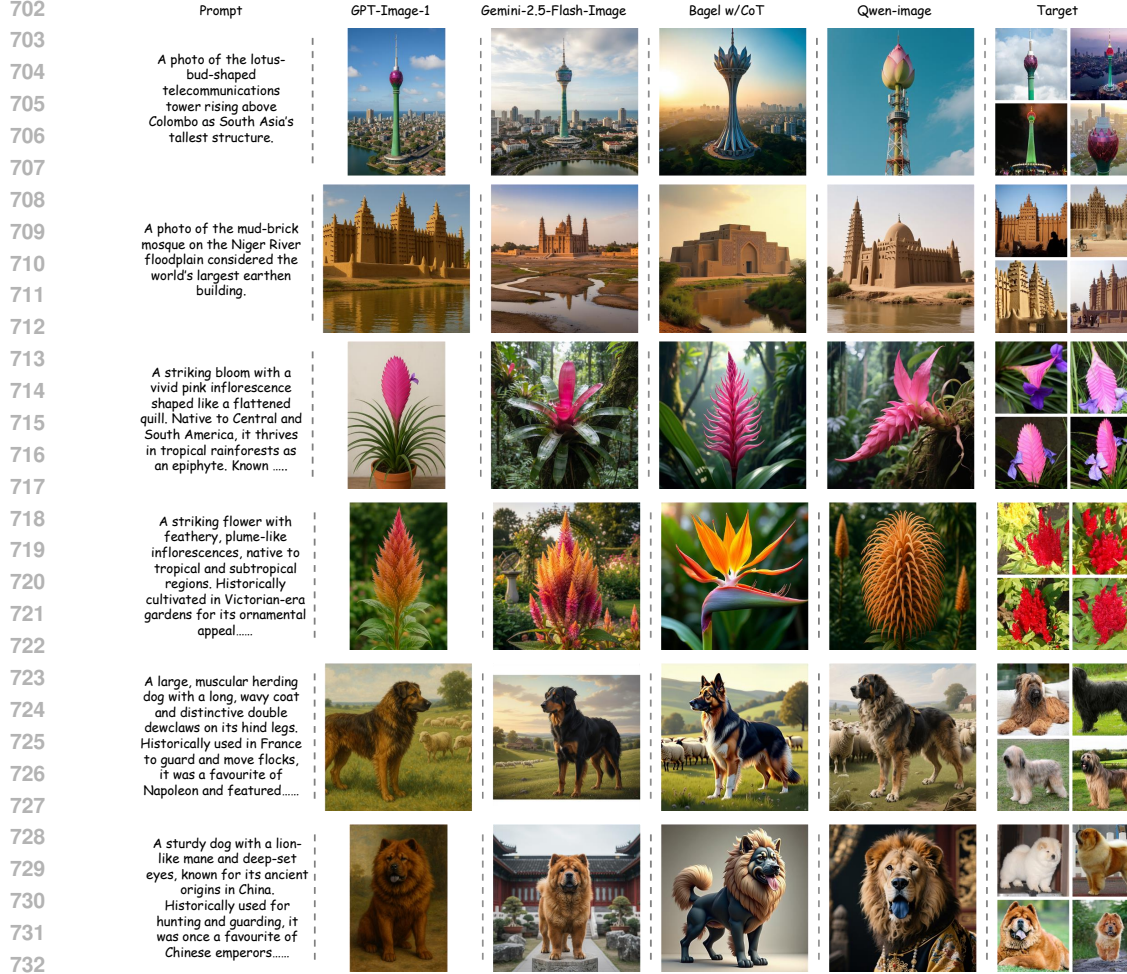 702
703
704
705
706
707
708
709
710
711
712
713
714
715
716
717
718
719
720
721
722
723
724
725
726
727
728
729
730
731
732
Prompt GPT-Image-1 Gemini-2.5-Flash-Image Bagel w/CoT Qwen-image Target
A photo of the lotus-
bud-shaped
telecommunications
tower rising above
Colombo as South Asia's
tallest structure.
A photo of the mud-brick
mosque on the Niger River
floodplain considered the
world's largest earthen
building.
A striking bloom with a
vivid pink inflorescence
shaped like a flattened
quill. Native to Central and
South America, it thrives
in tropical rainforests as
an epiphyte. Known .....
A striking flower with
feathery, plume-like
inflorescences, native to
tropical and subtropical
regions. Historically
cultivated in Victorian-era
gardens for its ornamental
appeal......
A large, muscular herding
dog with a long, wavy coat
and distinctive double
dewclaws on its hind legs.
Historically used in France
to guard and move flocks,
it was a favourite of
Napoleon and featured......
A sturdy dog with a lion-
like mane and deep-set
eyes, known for its ancient
origins in China.
Historically used for
hunting and guarding, it
was once a favourite of
Chinese emperors......